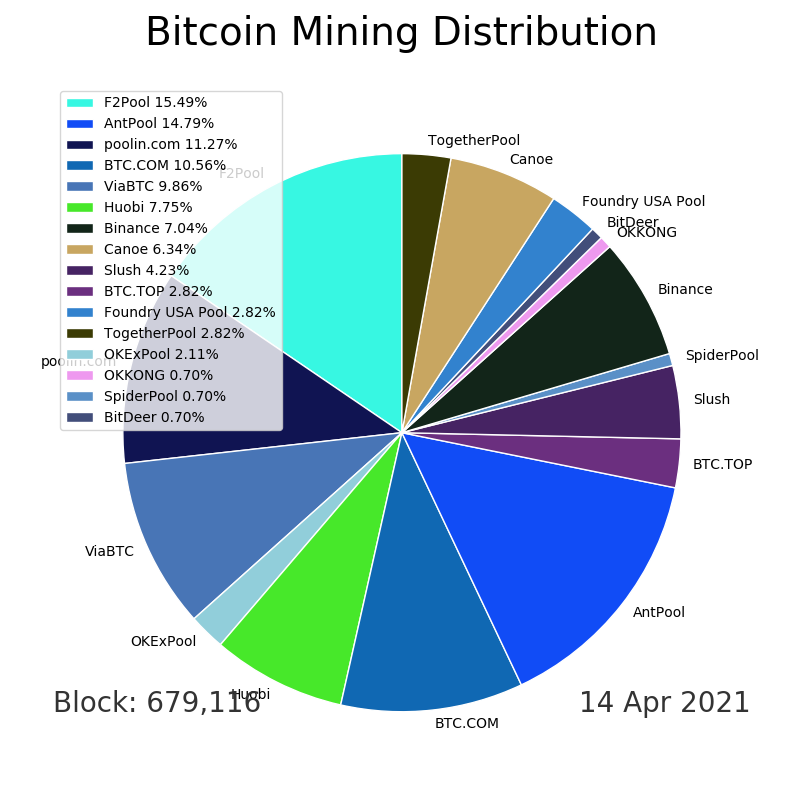 Bitcoin Mining Distribution
F2Pool 15.49%
AntPool 14.79%
poolin.com 11.27%
BTC.COM 10.56%
ViaBTC 9.86%
Huobi 7.75%
Binance 7.04%
Canoe 6.34%
Slush 4.23%
BTC.TOP 2.82%
Foundry USA Pool 2.82%
TogetherPool 2.82%
OKExPool 2.11%
OKKONG 0.70%
SpiderPool 0.70%
BitDeer 0.70%
F2Pool
poolin.com
ViaBTC
OKExPool
Huobi
BTC.COM
AntPool
BTC.TOP
Slush
SpiderPool
Binance
OKKONG
BitDeer
Foundry USA Pool
Canoe
TogetherPool
Block: 679,116
14 Apr 2021